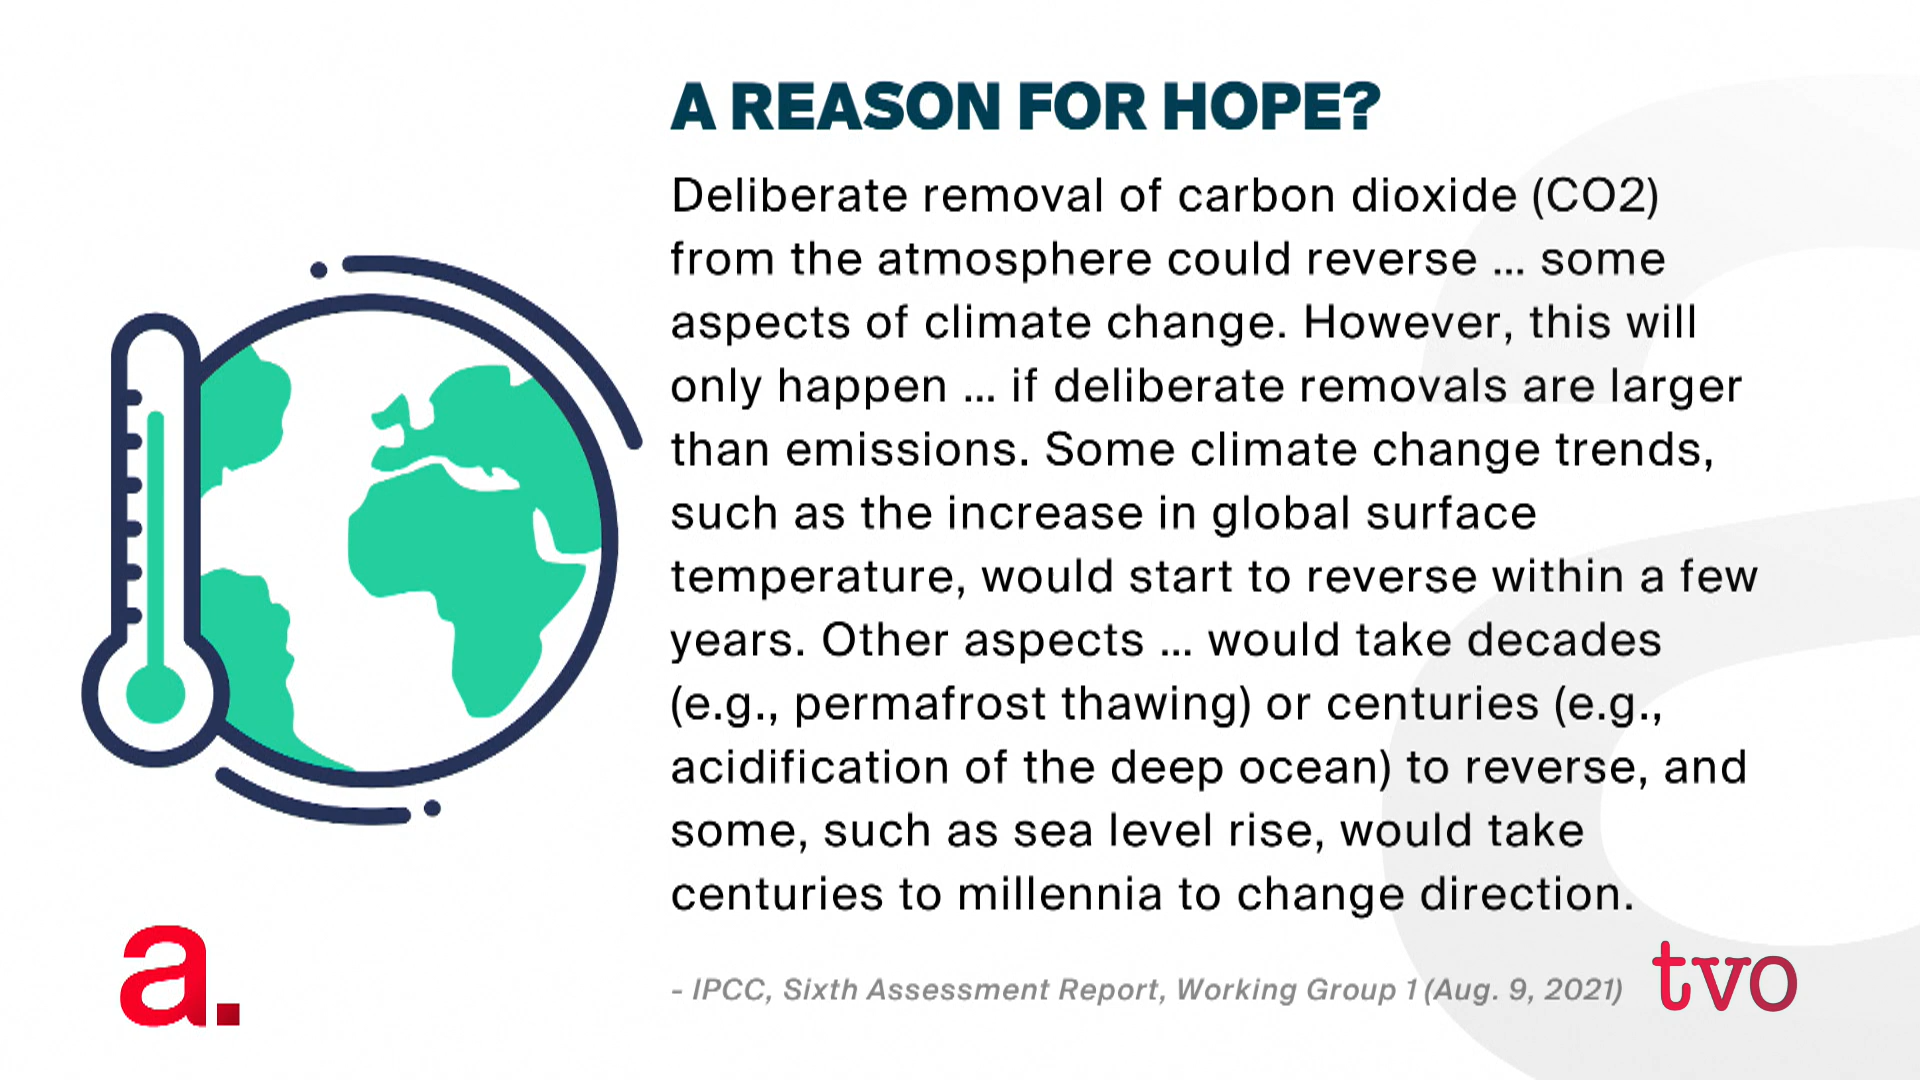 A REASON FOR HOPE?
Deliberate removal of carbon dioxide (CO2)
from the atmosphere could reverse ... some
aspects of climate change. However, this will
only happen ... if deliberate removals are larger
than emissions. Some climate change trends,
such as the increase in global surface
temperature, would start to reverse within a few
years. Other aspects ... would take decades
(e.g., permafrost thawing) or centuries (e.g.,
acidification of the deep ocean) to reverse, and
some, such as sea level rise, would take
centuries to millennia to change direction.
- IPCC, Sixth Assessment Report, Working Group 1 (Aug. 9, 2021)
a.
tvo